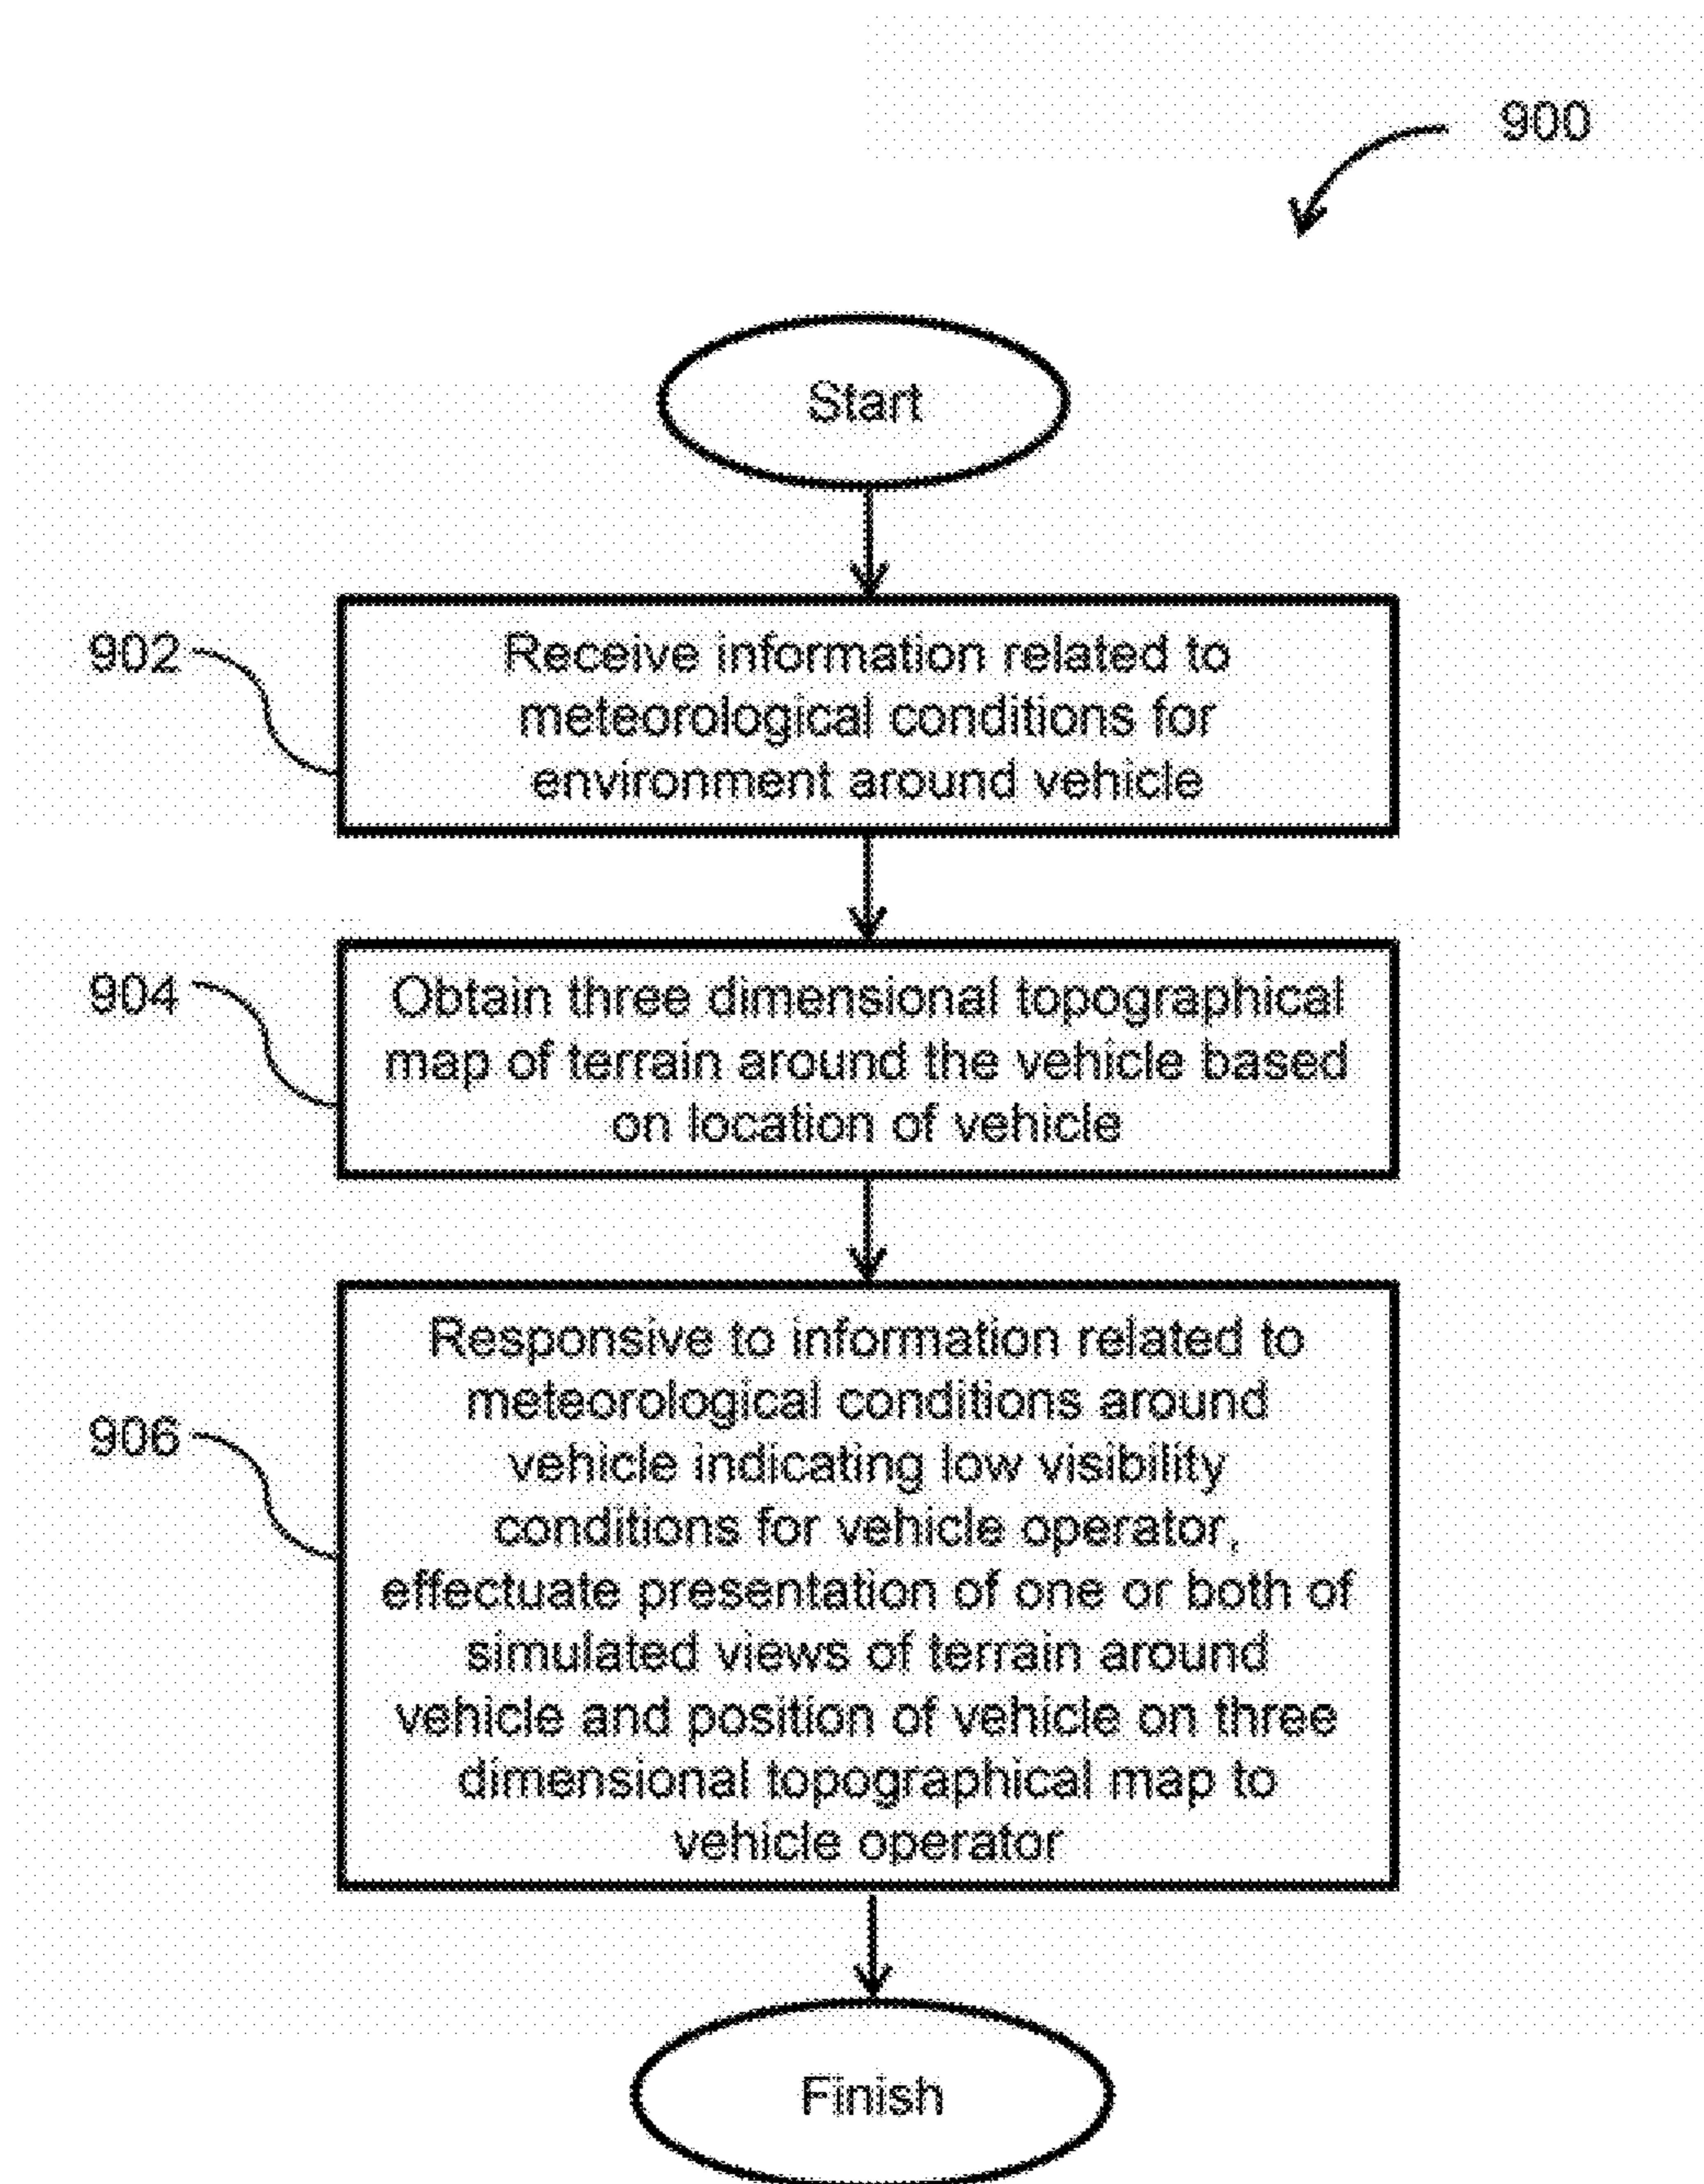 900
Start
902
Receive information related to
meteorological conditions for
environment around vehicle
904
Obtain three dimensional topographical
map of terrain around the vehicle based
on location of vehicle
906
Responsive to information related to
meteorological conditions around
vehicle indicating low visibility
conditions for vehicle operator,
effectuate presentation of one or both of
simulated views of terrain around
vehicle and position of vehicle on three
dimensional topographical map to
vehicle operator
Finish